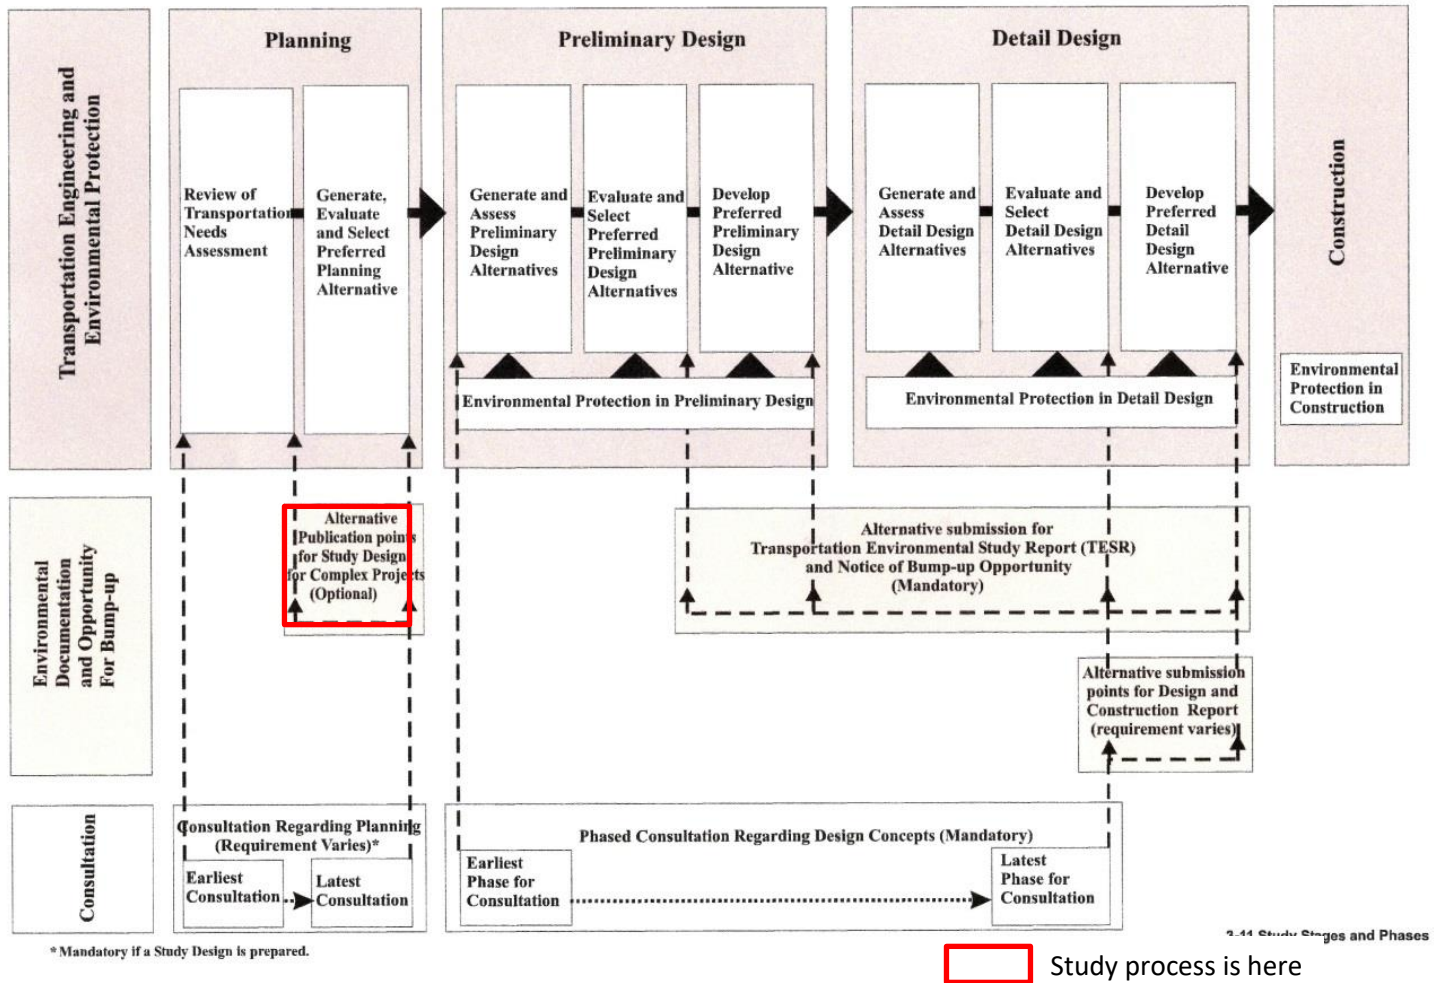 Transportation Engineering and
Environmental Protection
Planning
Review of
Transportation
Needs
Assessment
Generate,
Evaluate
and Select
Preferred
Planning
Alternative
Preliminary Design
Generate and
Assess
Preliminary
Design
Alternatives
Evaluate and
Select
Preferred
Preliminary
Design
Alternatives
Develop
Preferred
Preliminary
Design
Alternative
Environmental Protection in Preliminary Design
Detail Design
Generate and
Assess
Detail Design
Alternatives
Evaluate and
Select
Detail Design
Alternatives
Develop
Preferred
Detail
Design
Alternative
Environmental Protection in Detail Design
Construction
Environmental
Protection in
Construction
Environmental
Documentation
and Opportunity
For Bump-up
Alternative
Publication points
for Study Design
for Complex Projects
(Optional)
Alternative submission for
Transportation Environmental Study Report (TESR)
and Notice of Bump-up Opportunity
(Mandatory)
Alternative submission
points for Design and
Construction Report
(requirement varies)
Consultation
Consultation Regarding Planning
(Requirement Varies)*
Earliest
Consultation
Latest
Consultation
Phased Consultation Regarding Design Concepts (Mandatory)
Earliest
Phase for
Consultation
Latest
Phase for
Consultation
* Mandatory if a Study Design is prepared.
3-11 Study Stages and Phases
Study process is here